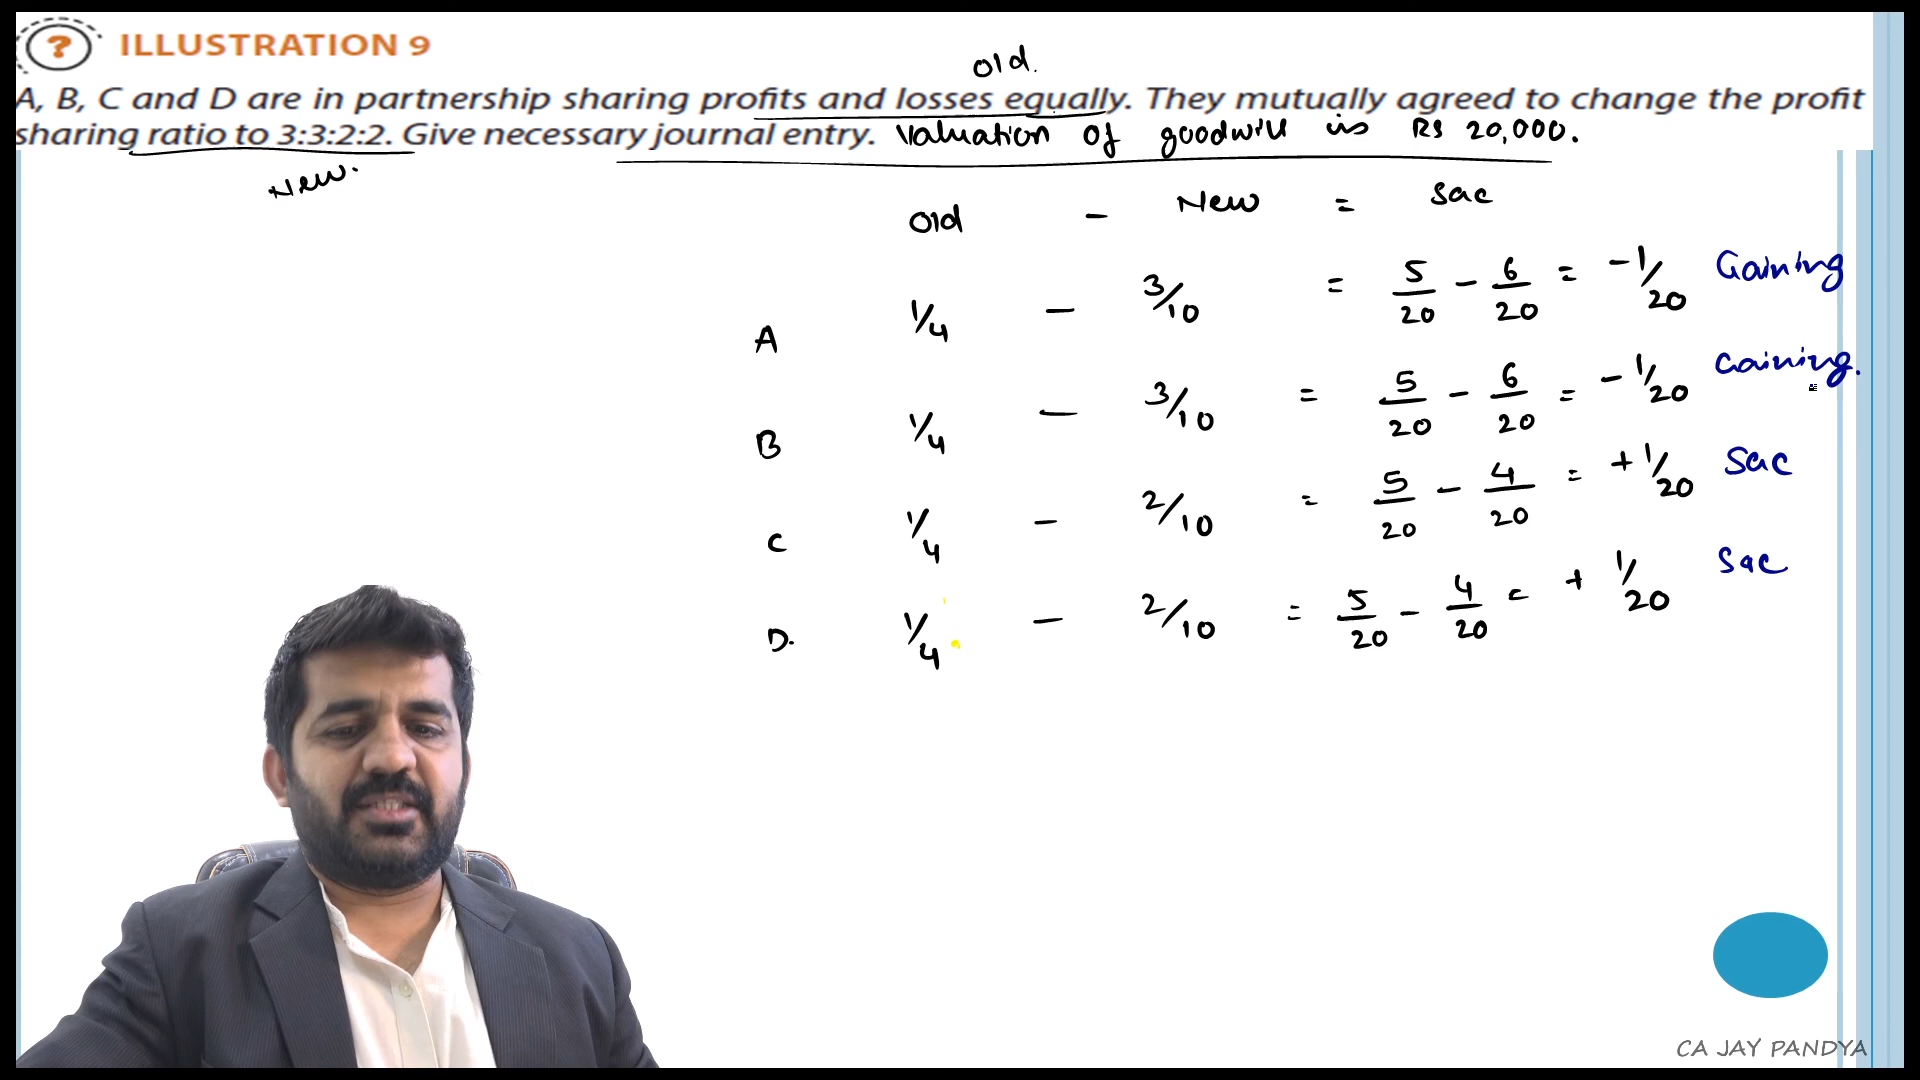 ? ILLUSTRATION 9
old.
A, B, C and D are in partnership sharing profits and losses equally. They mutually agreed to change the profit
sharing ratio to 3:3:2:2. Give necessary journal entry. Valuation of goodwill is RS 20,000.
New.
Old - New = Sac
A 1/4 - 3/10 = 5/20 - 6/20 = -1/20 Gaining
B 1/4 - 3/10 = 5/20 - 6/20 = -1/20 Gaining.
C 1/4 - 2/10 = 5/20 - 4/20 = +1/20 Sac
D. 1/4 - 2/10 = 5/20 - 4/20 = + 1/20 Sac
CA JAY PANDYA